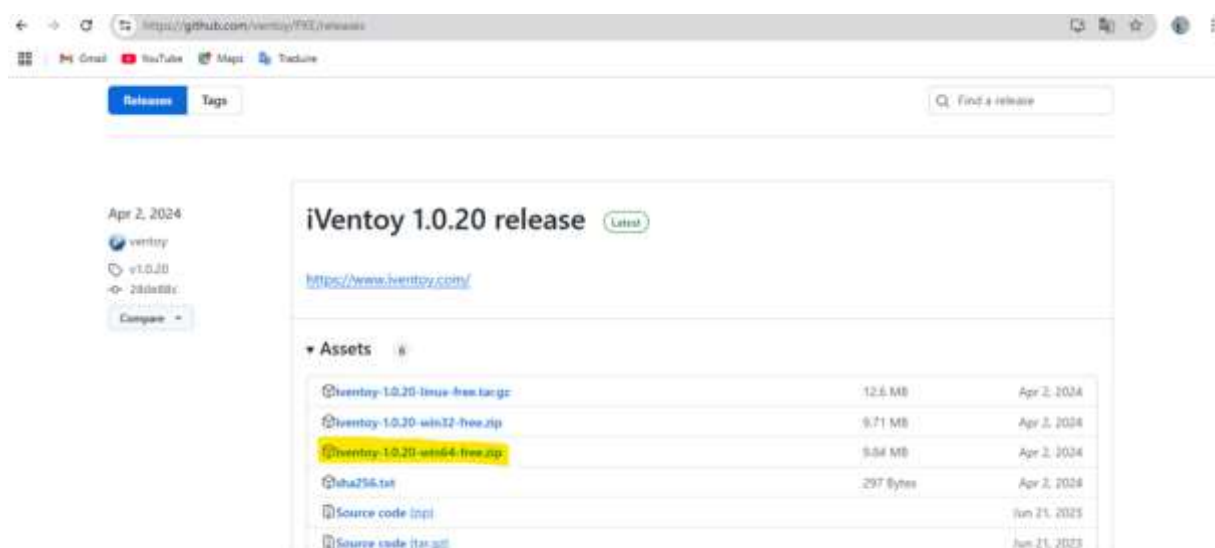 https://github.com/ventoy/PXE/releases
Gmail YouTube Maps Traduire
Releases Tags
Find a release
Apr 2, 2024
iVentoy 1.0.20 release Latest
ventoy
v1.0.20
https://www.iventoy.com/
Compare
Assets 6
iventoy-1.0.20-linux-free.tar.gz 12.6 MB Apr 2, 2024
iventoy-1.0.20-win32-free.zip 9.71 MB Apr 2, 2024
iventoy-1.0.20-win64-free.zip 9.84 MB Apr 2, 2024
sha256.txt 297 Bytes Apr 2, 2024
Source code (zip) Jun 21, 2023
Source code (tar.gz) Jun 21, 2023